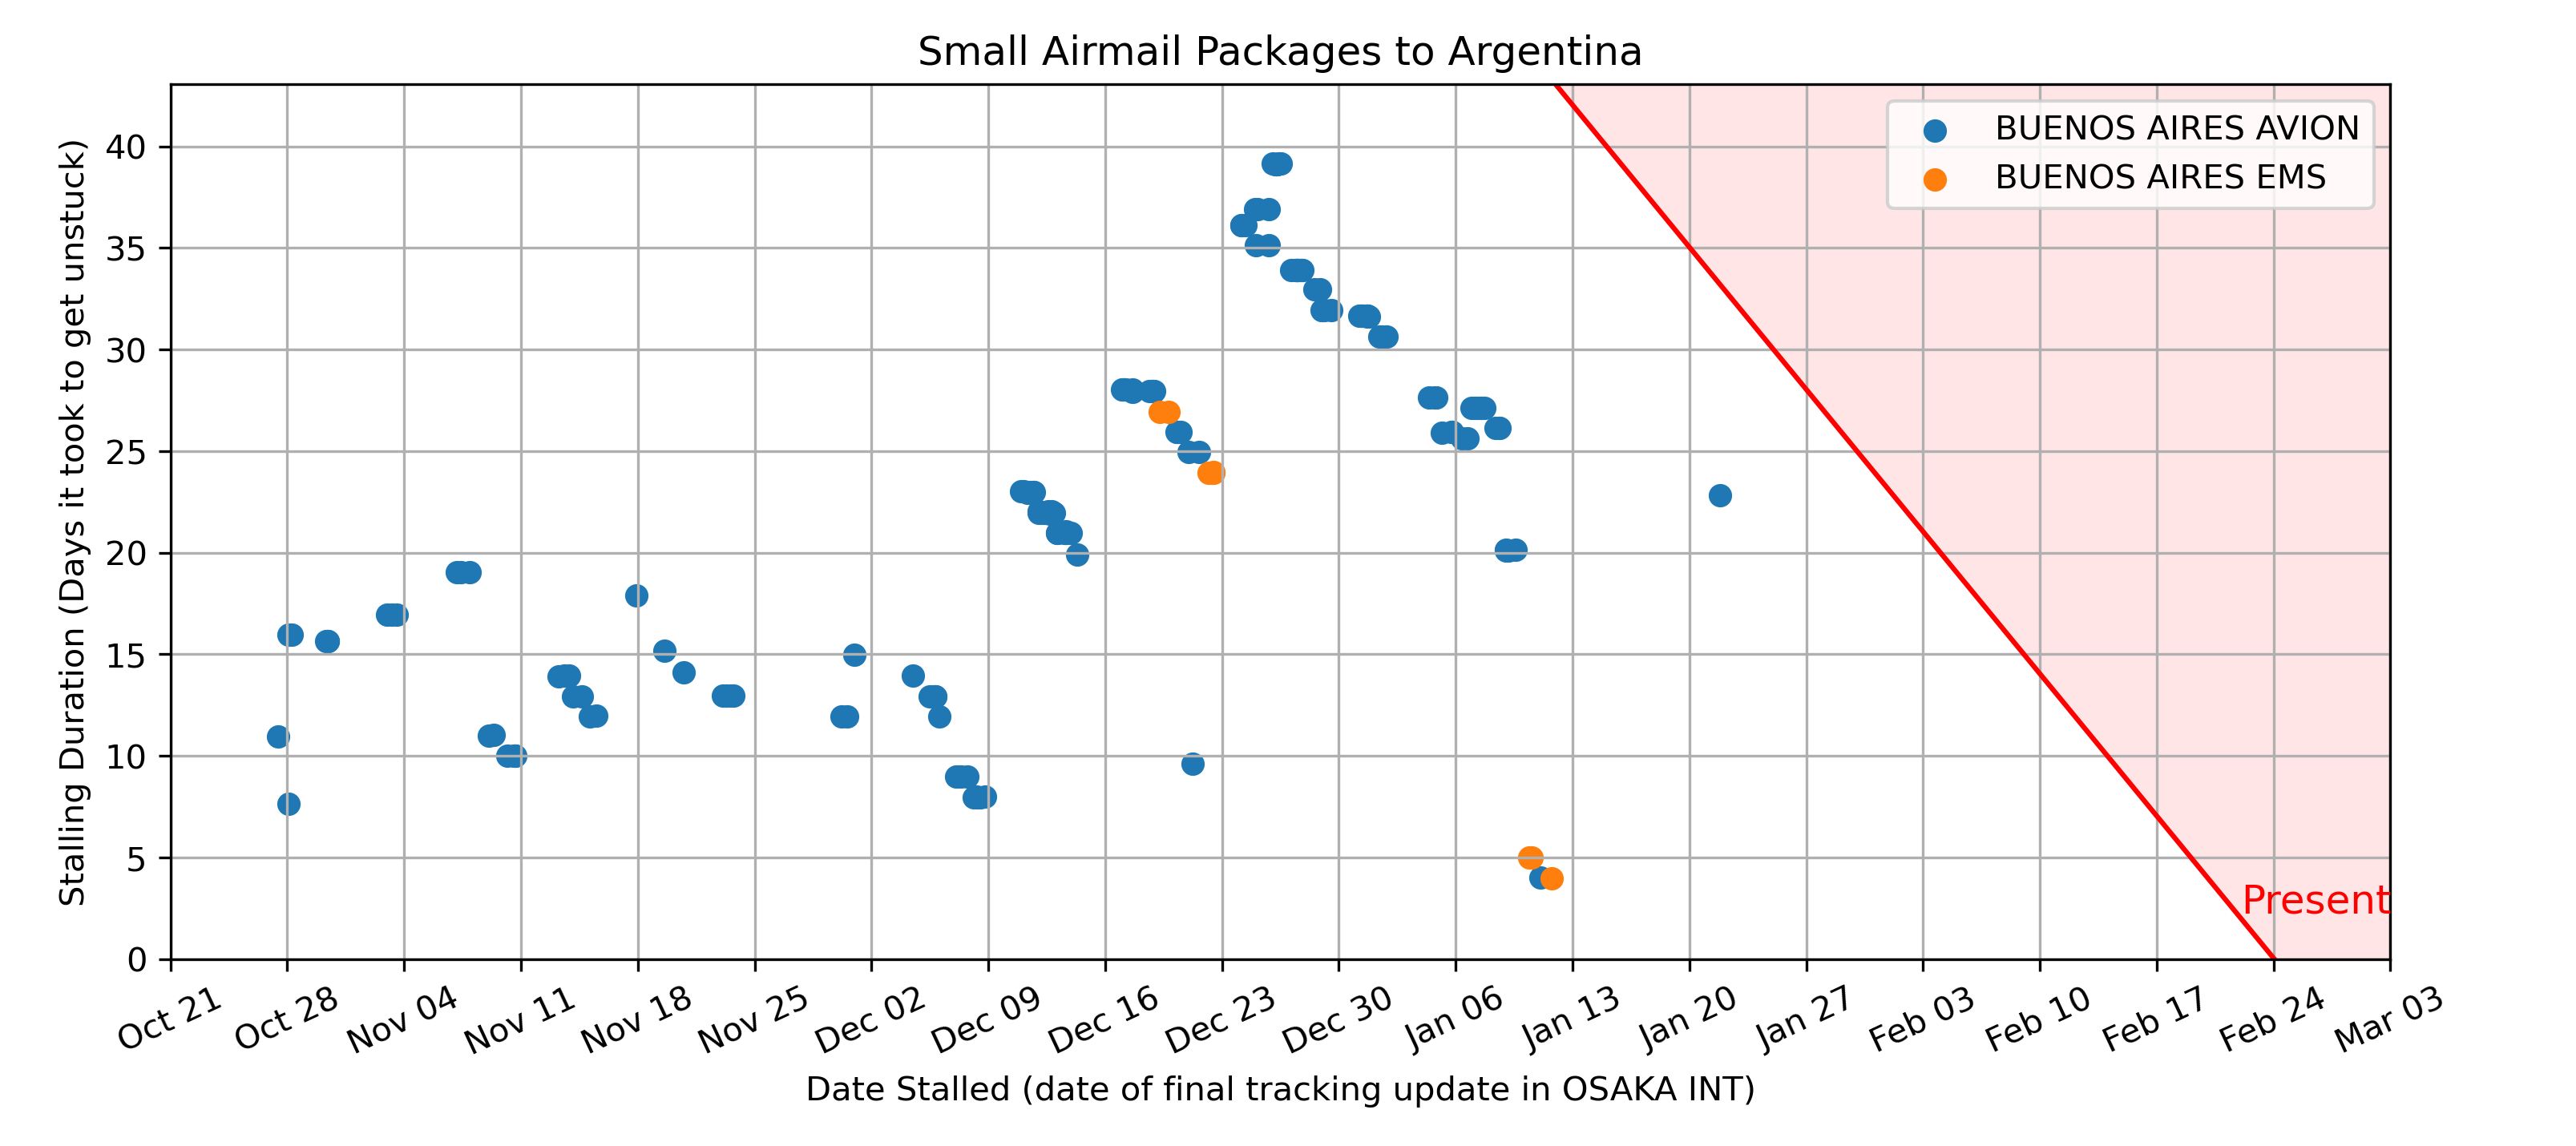 Small Airmail Packages to Argentina
BUENOS AIRES AVION
BUENOS AIRES EMS
Stalling Duration (Days it took to get unstuck)
40
35
30
25
20
15
10
5
0
Present
Oct 21
Oct 28
Nov 04
Nov 11
Nov 18
Nov 25
Dec 02
Dec 09
Dec 16
Dec 23
Dec 30
Jan 06
Jan 13
Jan 20
Jan 27
Feb 03
Feb 10
Feb 17
Feb 24
Mar 03
Date Stalled (date of final tracking update in OSAKA INT)